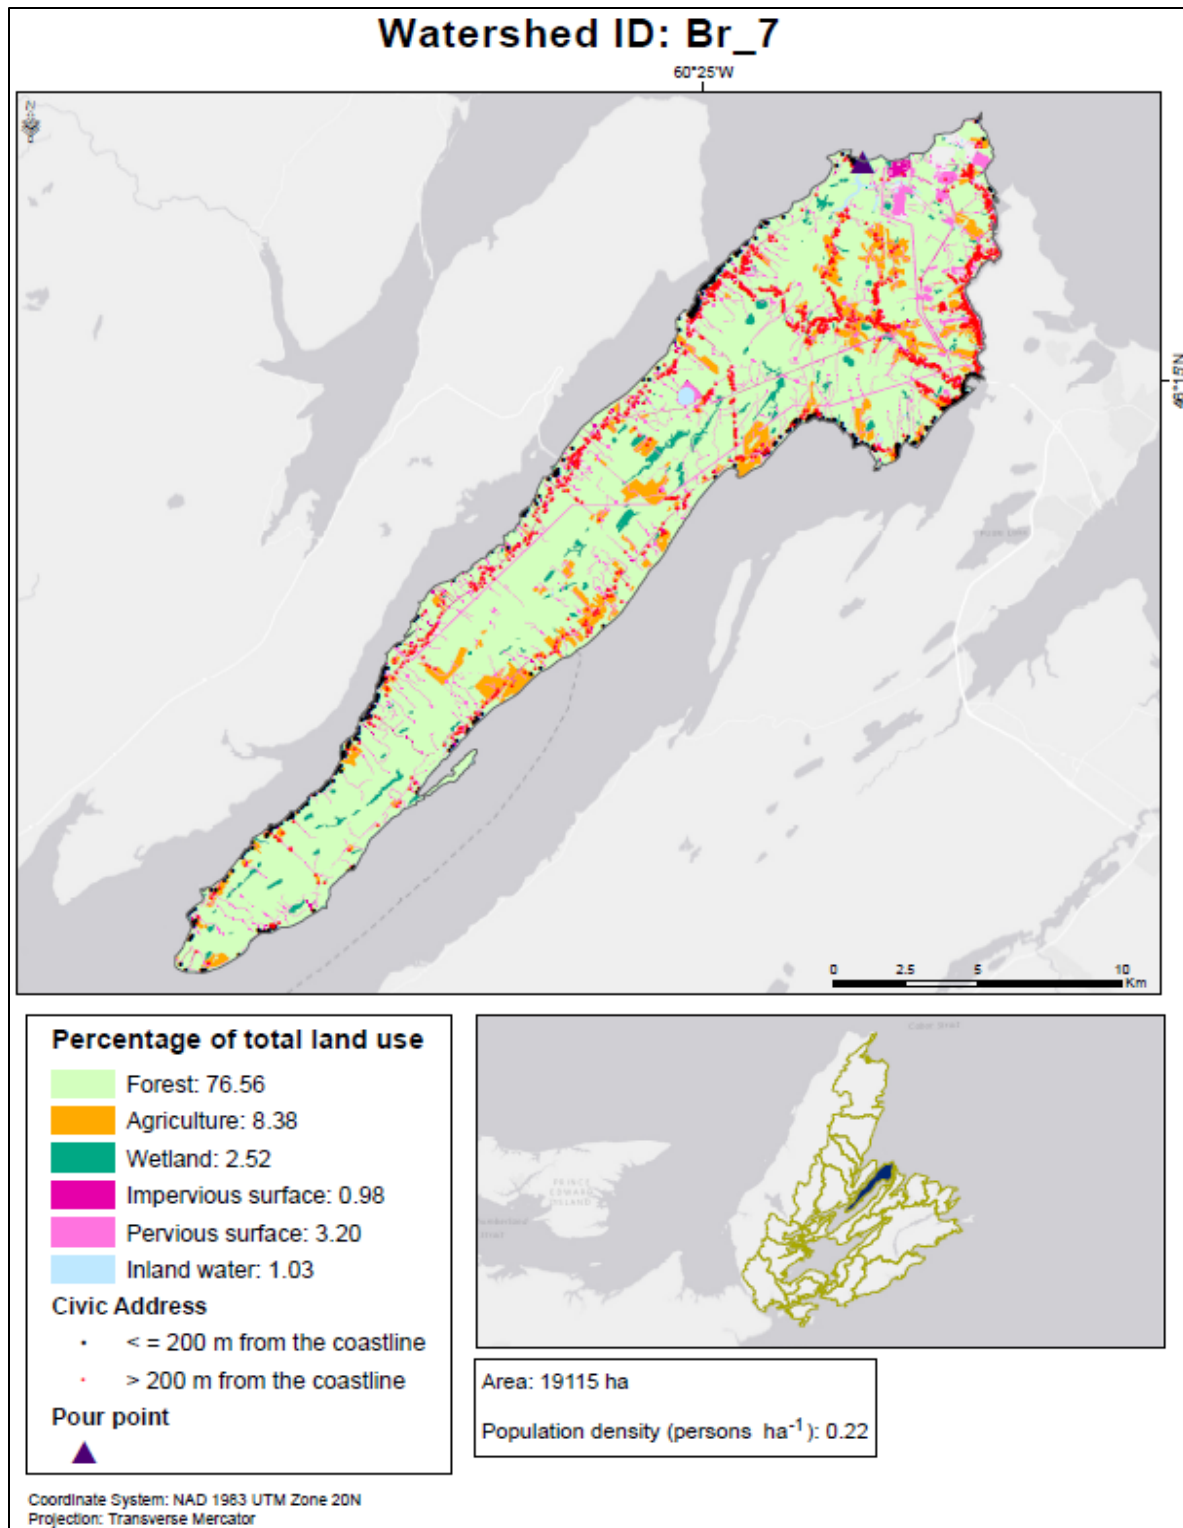 Watershed ID: Br_7
60°25'W
N
46°15'N
0 2.5 5 10
Km
Percentage of total land use
Forest: 76.56
Agriculture: 8.38
Wetland: 2.52
Impervious surface: 0.98
Pervious surface: 3.20
Inland water: 1.03
Civic Address
< = 200 m from the coastline
> 200 m from the coastline
Pour point
PRINCE
EDWARD
ISLAND
Area: 19115 ha
Population density (persons ha⁻¹): 0.22
Coordinate System: NAD 1983 UTM Zone 20N
Projection: Transverse Mercator